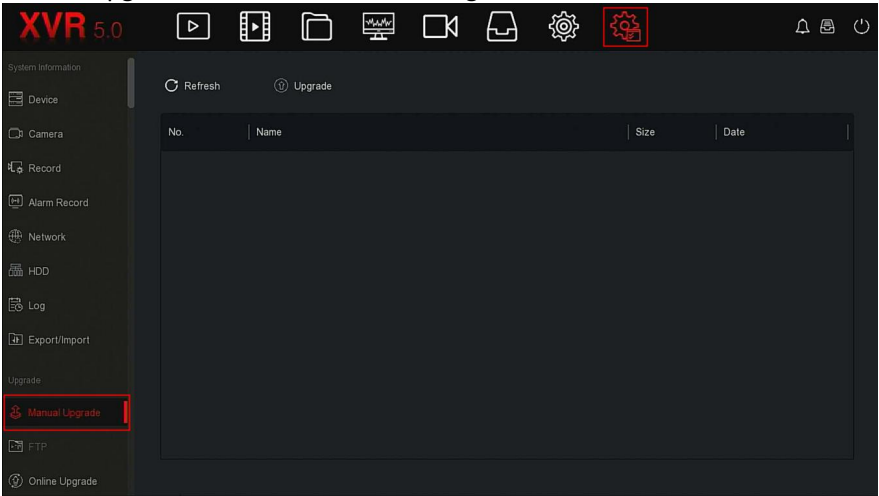 XVR 5.0
System Information
Device
Camera
Record
Alarm Record
Network
HDD
Log
Export/Import
Upgrade
Manual Upgrade
FTP
Online Upgrade
Refresh
Upgrade
No. Name Size Date